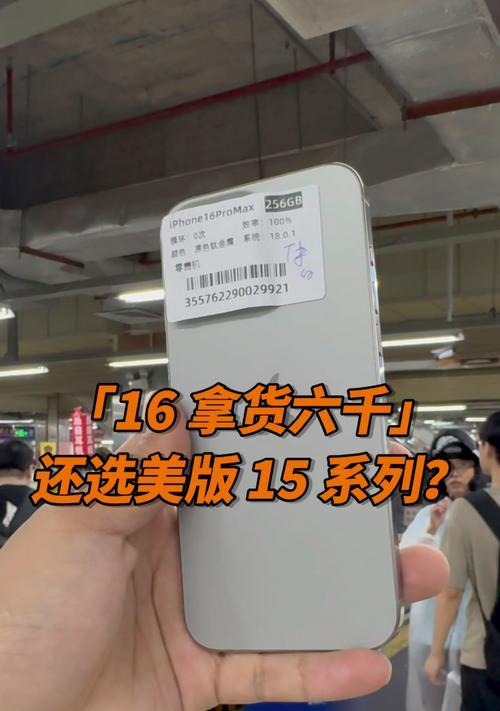 iPhone16ProMax 256GB
循环：0次 效率：100%
颜色：原色钛金属 系统：18.0.1
零售机
355762290029921
「16 拿货六千」
还选美版 15 系列？